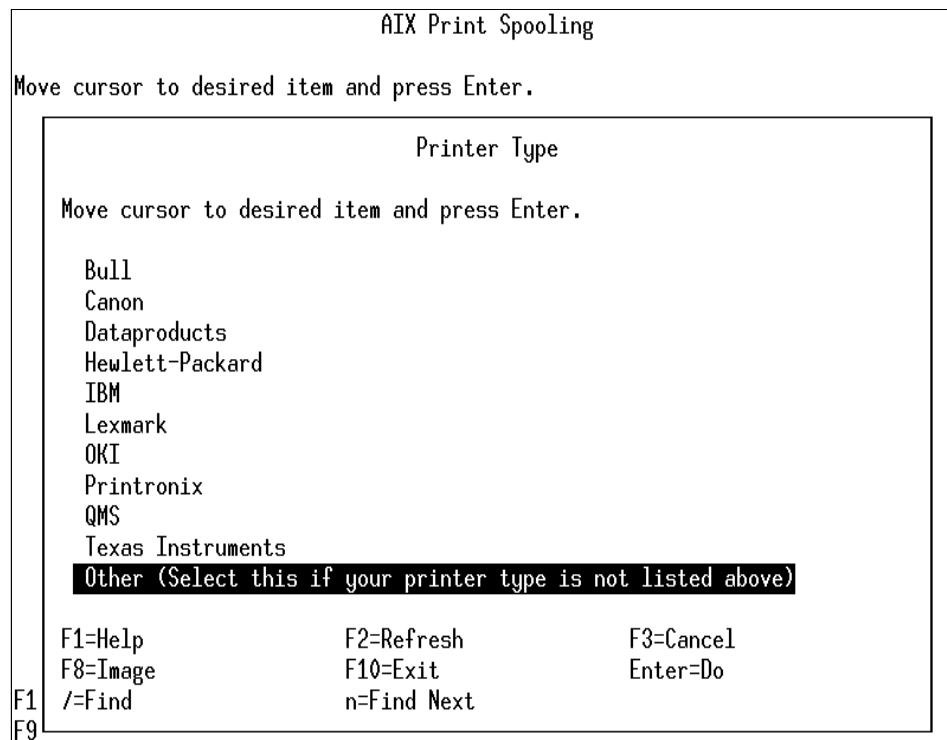 AIX Print Spooling
Move cursor to desired item and press Enter.
Printer Type
Move cursor to desired item and press Enter.
Bull
Canon
Dataproducts
Hewlett-Packard
IBM
Lexmark
OKI
Printronix
QMS
Texas Instruments
Other (Select this if your printer type is not listed above)
F1=Help F2=Refresh F3=Cancel
F8=Image F10=Exit Enter=Do
F1 /=Find n=Find Next
F9